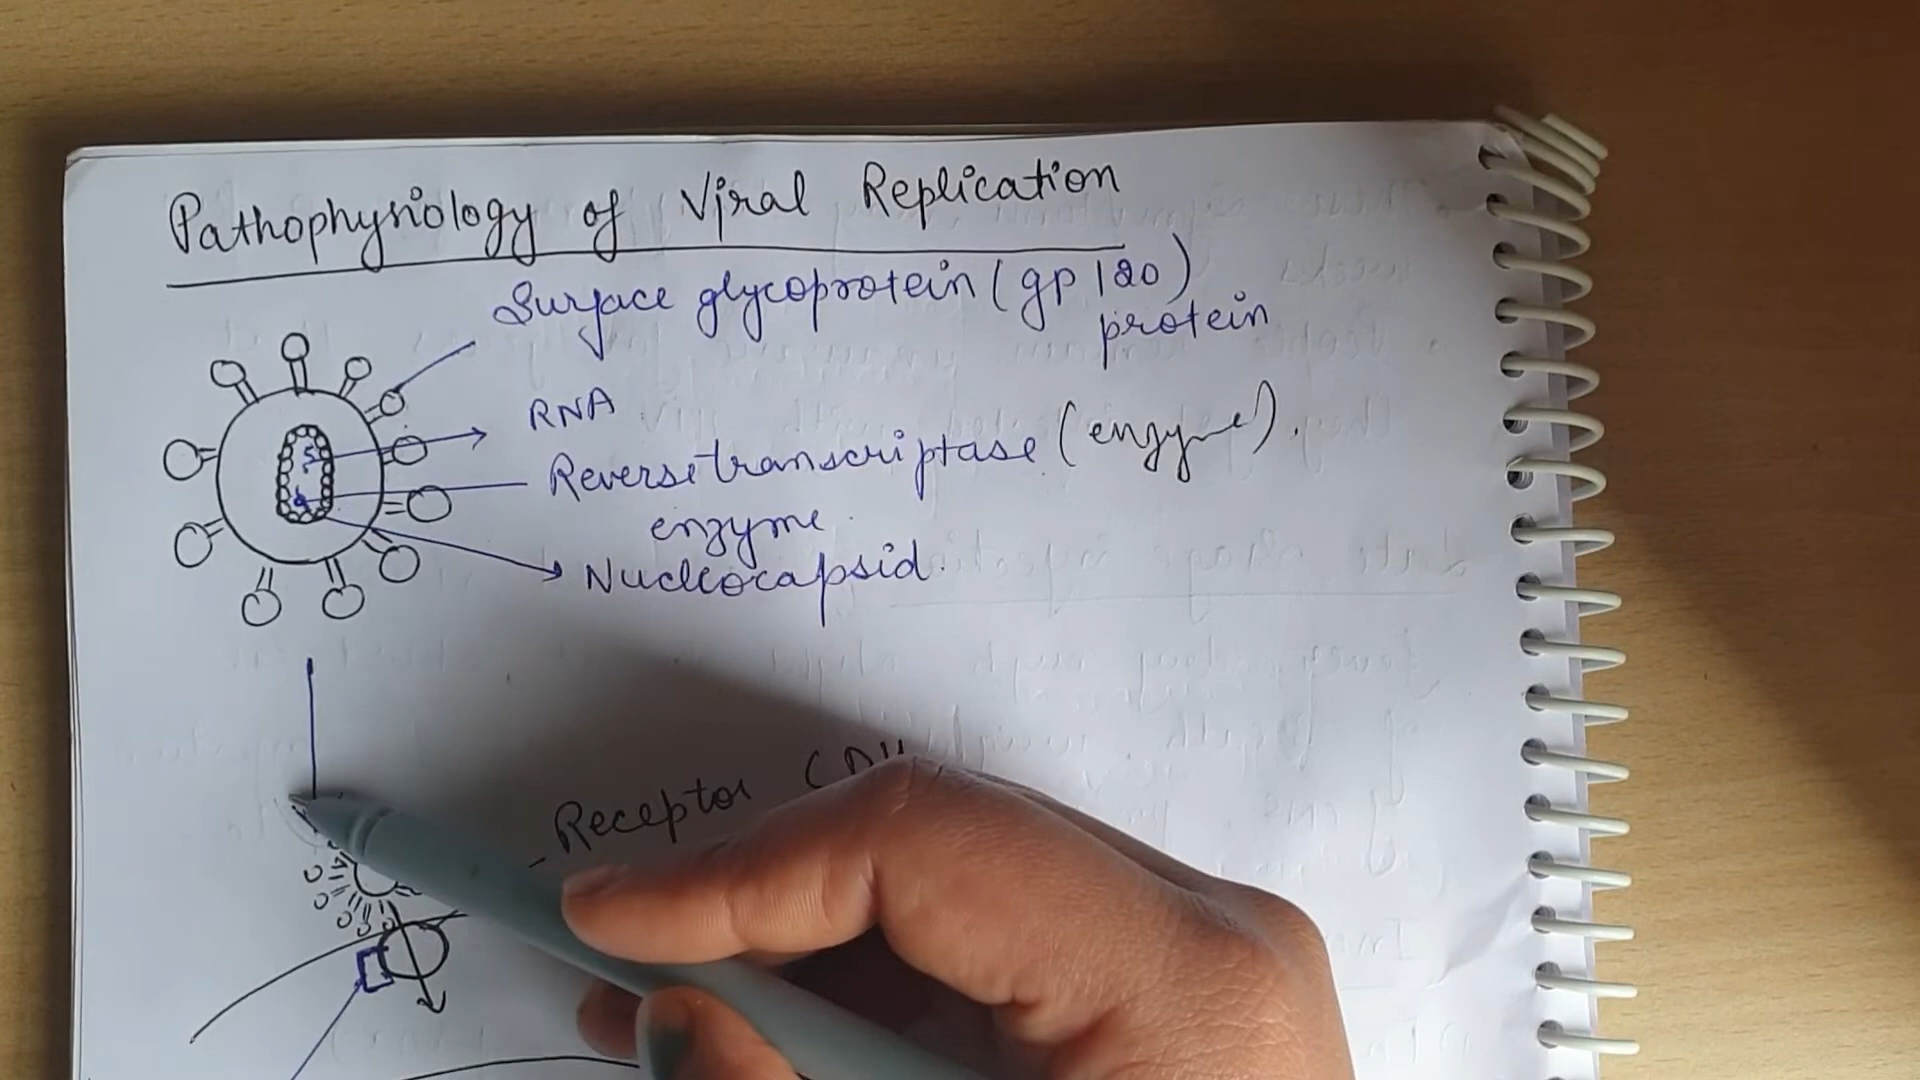 Pathophysiology of Viral Replication
Surface glycoprotein (gp 120)
protein
RNA
Reverse transcriptase (enzyme).
enzyme.
Nucleocapsid.
Receptor